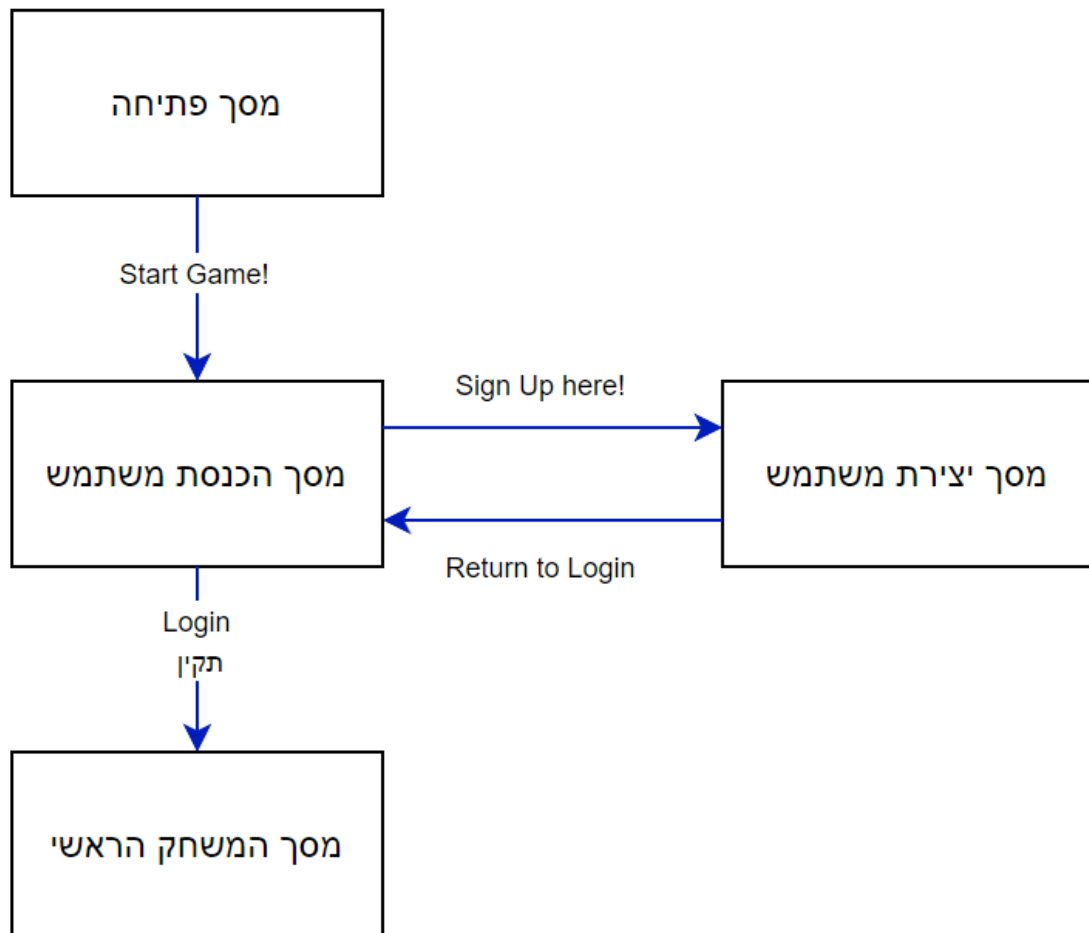 מסך פתיחה
Start Game!
Sign Up here!
מסך הכנסת משתמש
מסך יצירת משתמש
Return to Login
Login
תקין
מסך המשחק הראשי